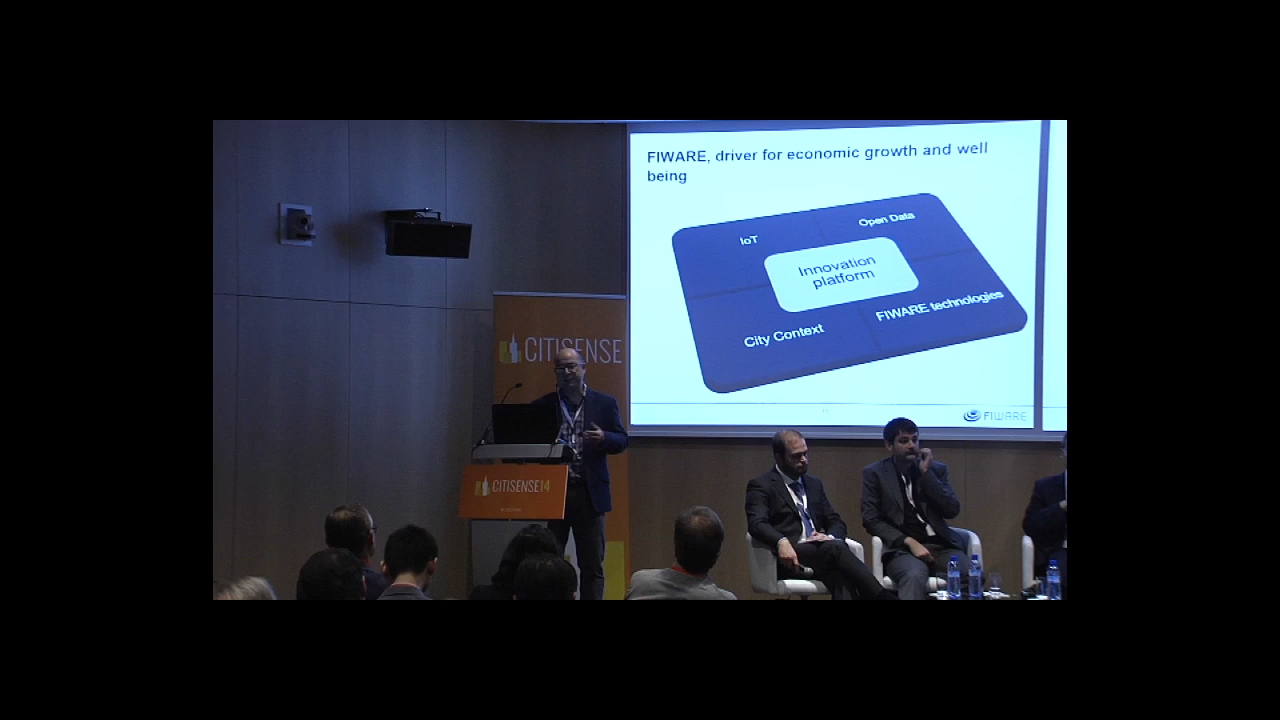 FIWARE, driver for economic growth and well
being
IoT
Open Data
Innovation
platform
City Context
FIWARE technologies
FIWARE
CITISENSE
CITISENSE14